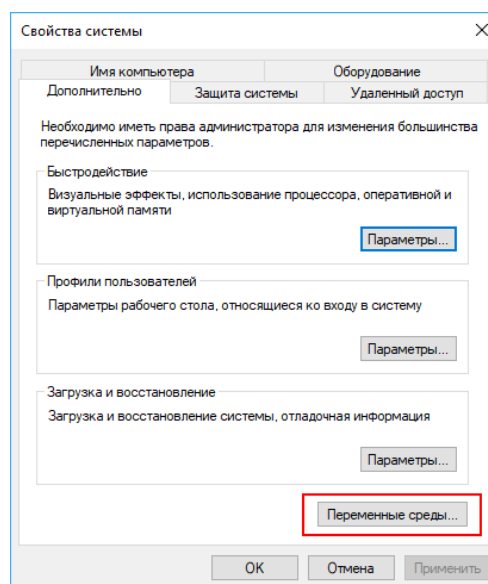 Свойства системы
Имя компьютера
Оборудование
Дополнительно
Защита системы
Удаленный доступ
Необходимо иметь права администратора для изменения большинства
перечисленных параметров.
Быстродействие
Визуальные эффекты, использование процессора, оперативной и
виртуальной памяти
Параметры...
Профили пользователей
Параметры рабочего стола, относящиеся ко входу в систему
Параметры...
Загрузка и восстановление
Загрузка и восстановление системы, отладочная информация
Параметры...
Переменные среды...
ОК
Отмена
Применить